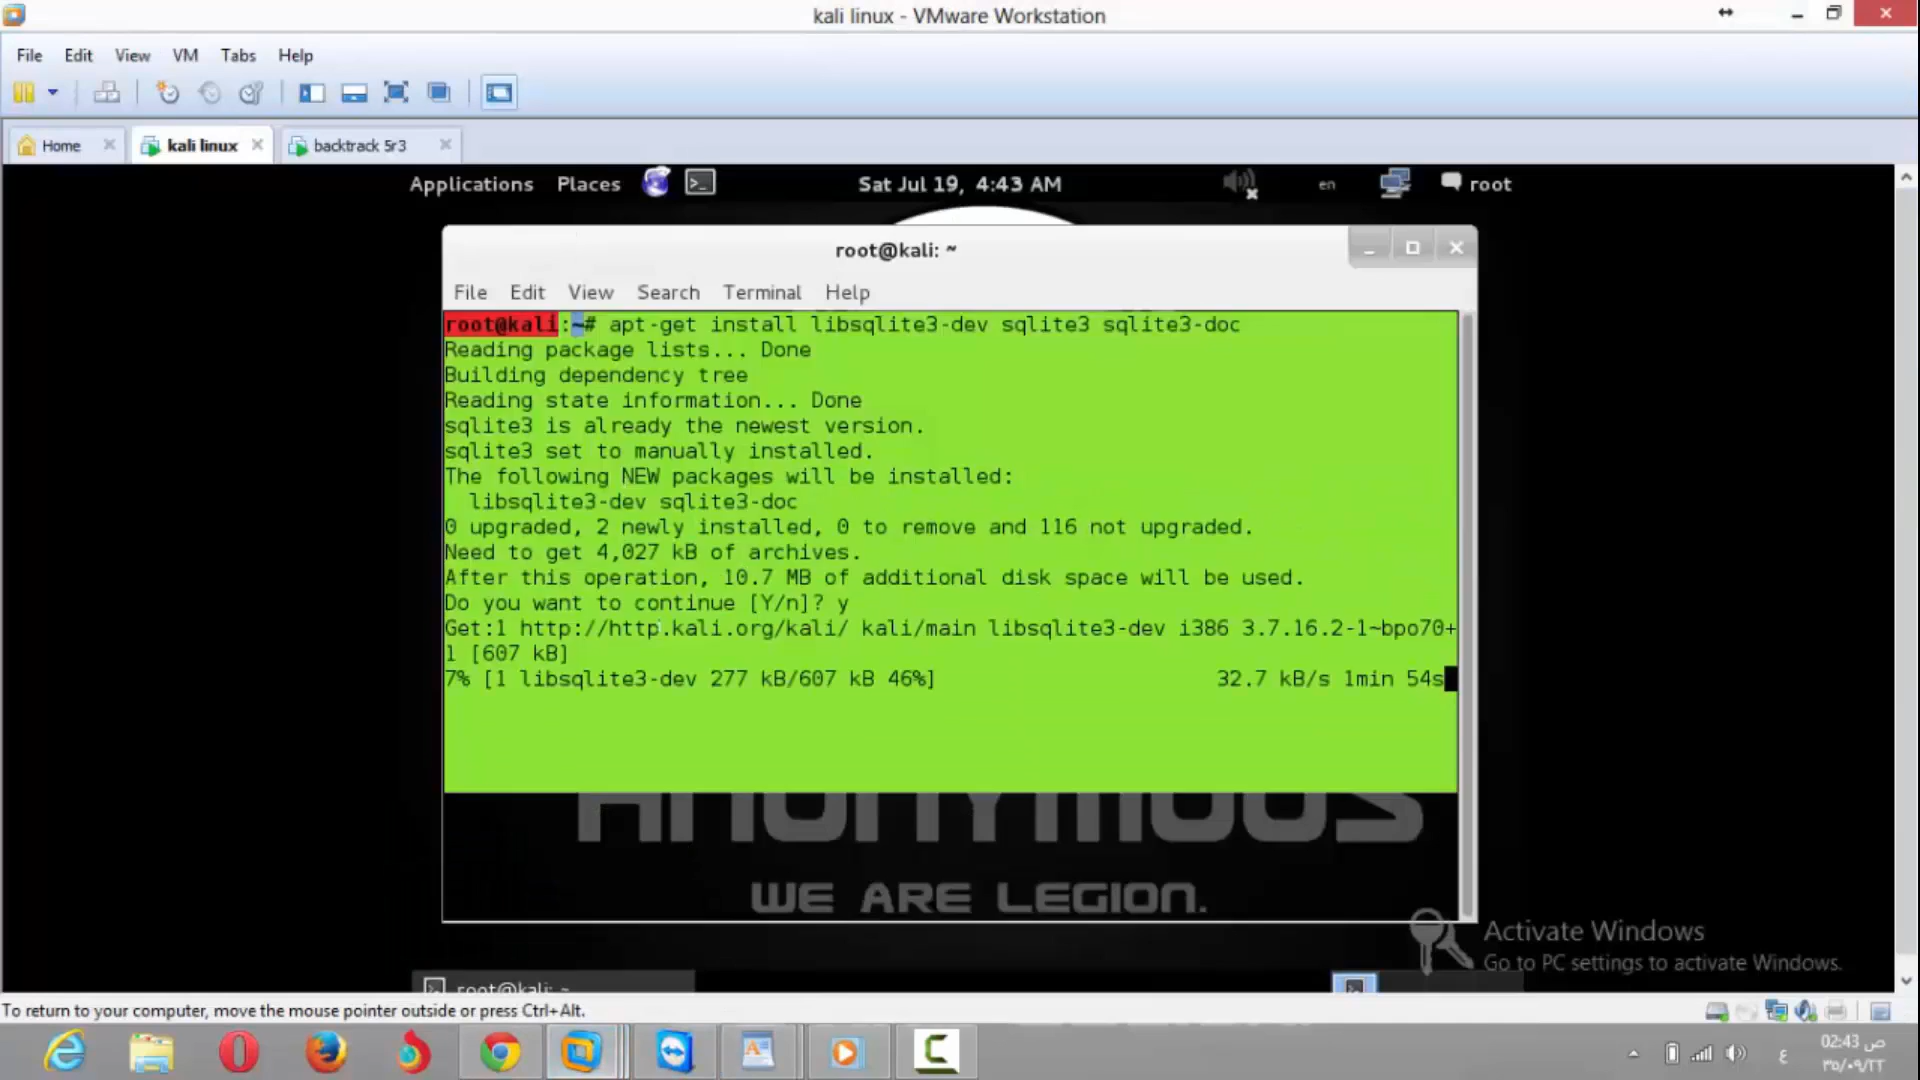 kali linux - VMware Workstation
File Edit View VM Tabs Help
Home kali linux backtrack 5r3
Applications Places Sat Jul 19, 4:43 AM en root
root@kali: ~
File Edit View Search Terminal Help
root@kali:~# apt-get install libsqlite3-dev sqlite3 sqlite3-doc
Reading package lists... Done
Building dependency tree
Reading state information... Done
sqlite3 is already the newest version.
sqlite3 set to manually installed.
The following NEW packages will be installed:
libsqlite3-dev sqlite3-doc
0 upgraded, 2 newly installed, 0 to remove and 116 not upgraded.
Need to get 4,027 kB of archives.
After this operation, 10.7 MB of additional disk space will be used.
Do you want to continue [Y/n]? y
Get:1 http://http.kali.org/kali/ kali/main libsqlite3-dev i386 3.7.16.2-1~bpo70+
1 [607 kB]
7% [1 libsqlite3-dev 277 kB/607 kB 46%] 32.7 kB/s 1min 54s
ANONYMOUS
WE ARE LEGION.
Activate Windows
Go to PC settings to activate Windows.
root@kali: ~
To return to your computer, move the mouse pointer outside or press Ctrl+Alt.
ع
02:43 ص
٣٥/٠٩/٢٢